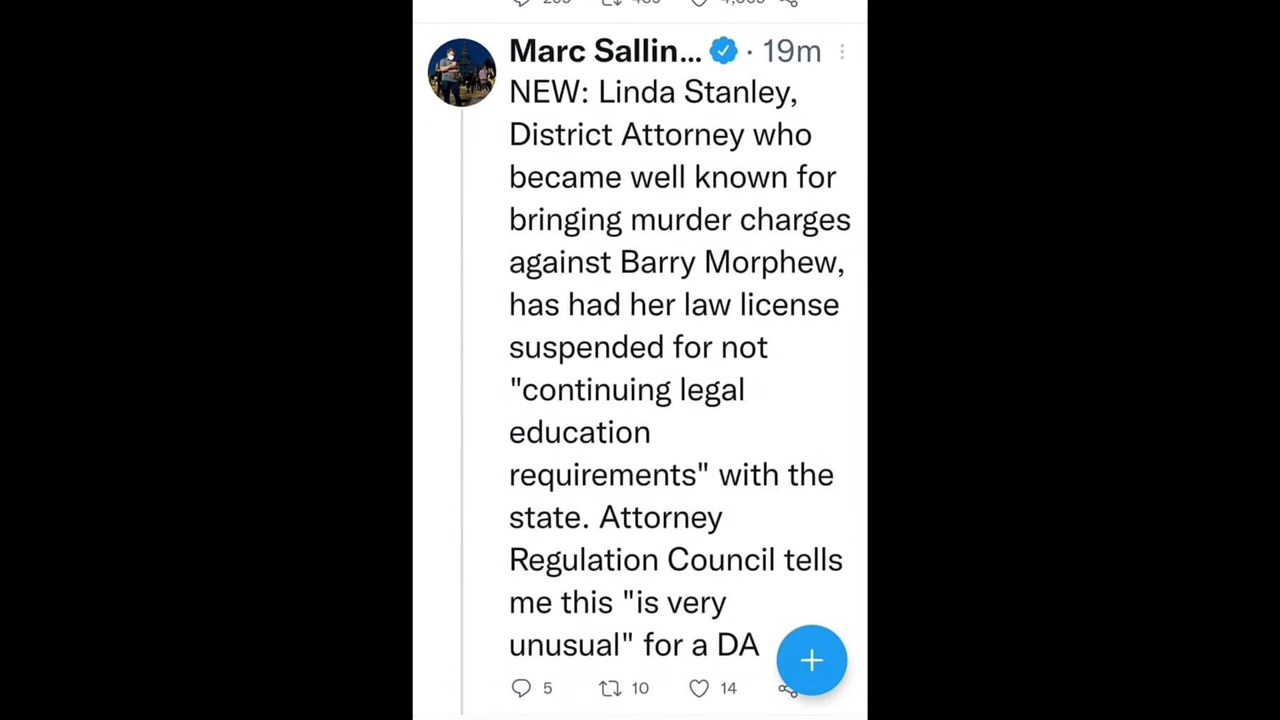 Marc Sallin... · 19m
NEW: Linda Stanley,
District Attorney who
became well known for
bringing murder charges
against Barry Morphew,
has had her law license
suspended for not
"continuing legal
education
requirements" with the
state. Attorney
Regulation Council tells
me this "is very
unusual" for a DA
5 10 14